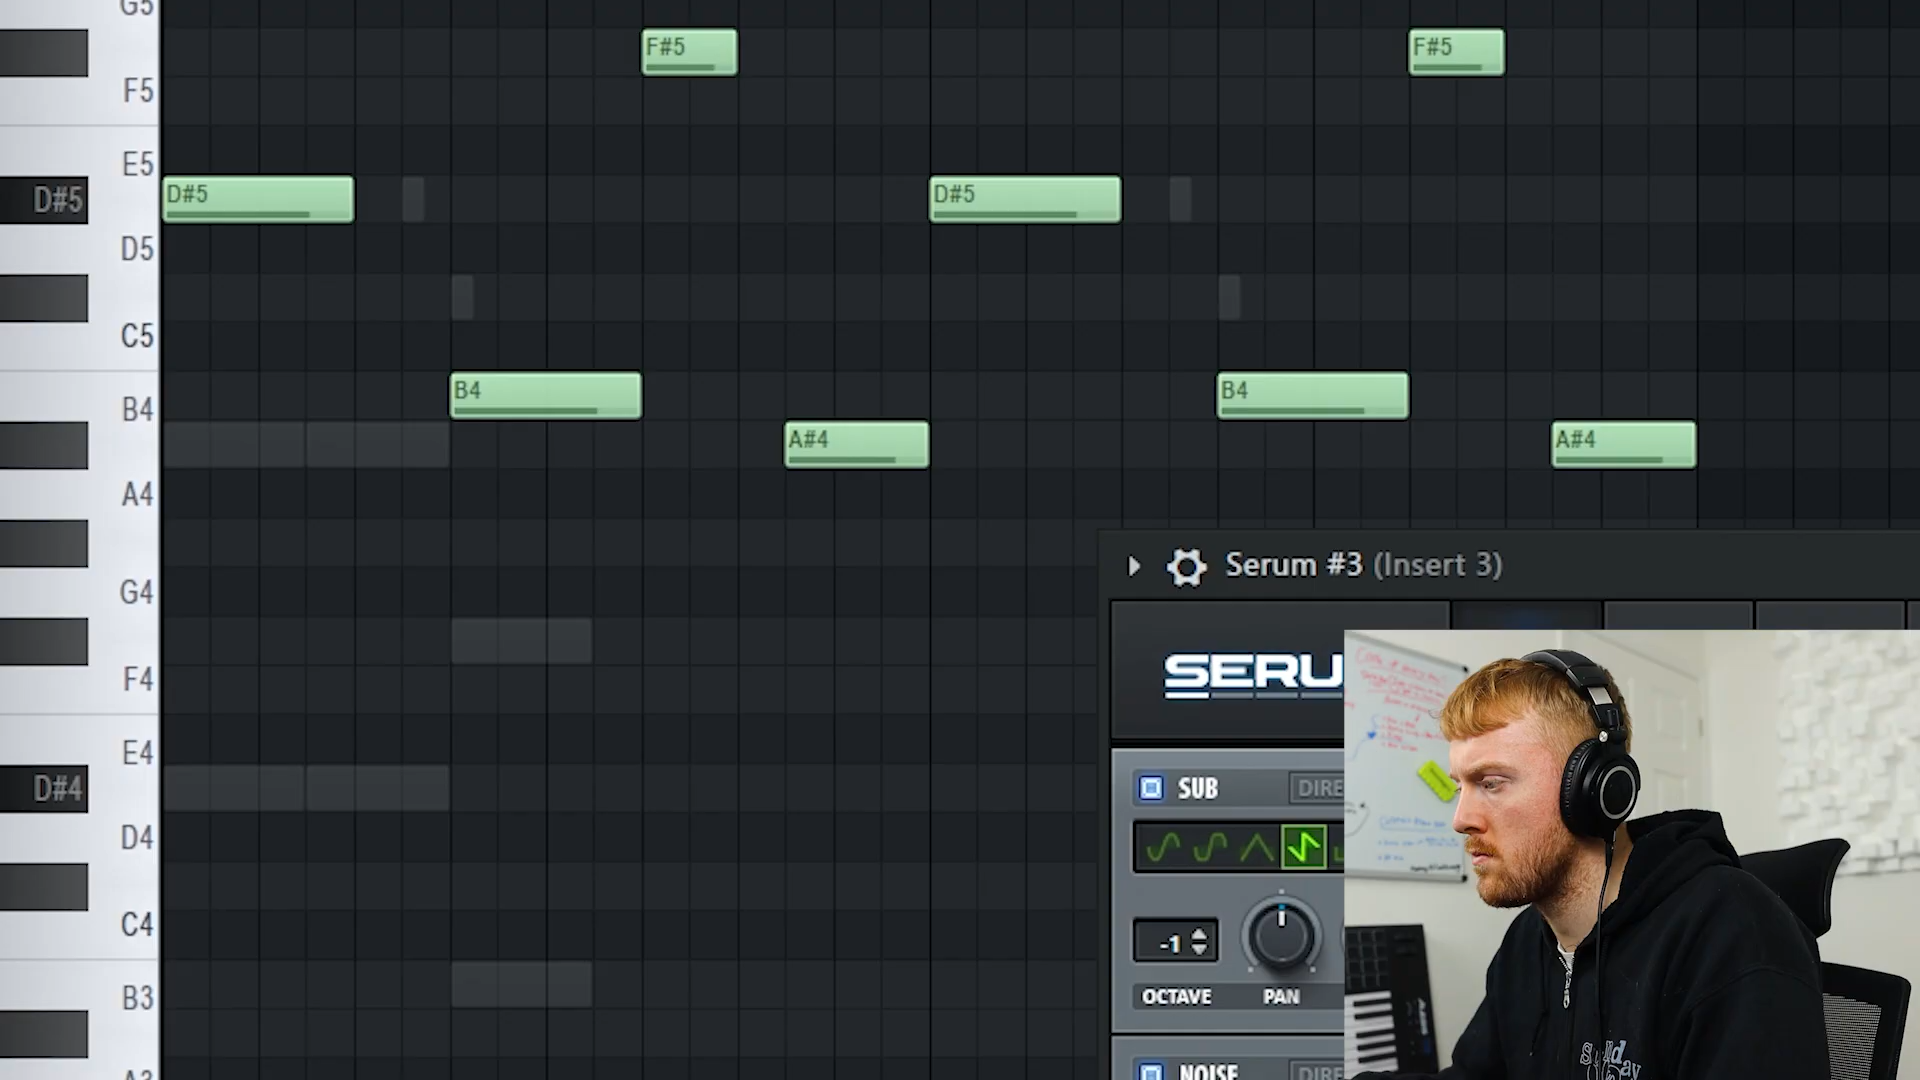 G5
F#5
F#5
F5
E5
D#5
D#5
D#5
D5
C5
B4
B4
B4
A#4
A#4
A4
G4
Serum #3 (Insert 3)
F4
SERU
E4
D#4
SUB
DIRE
D4
C4
-1
B3
OCTAVE
PAN
NOISE
DIRE
A3